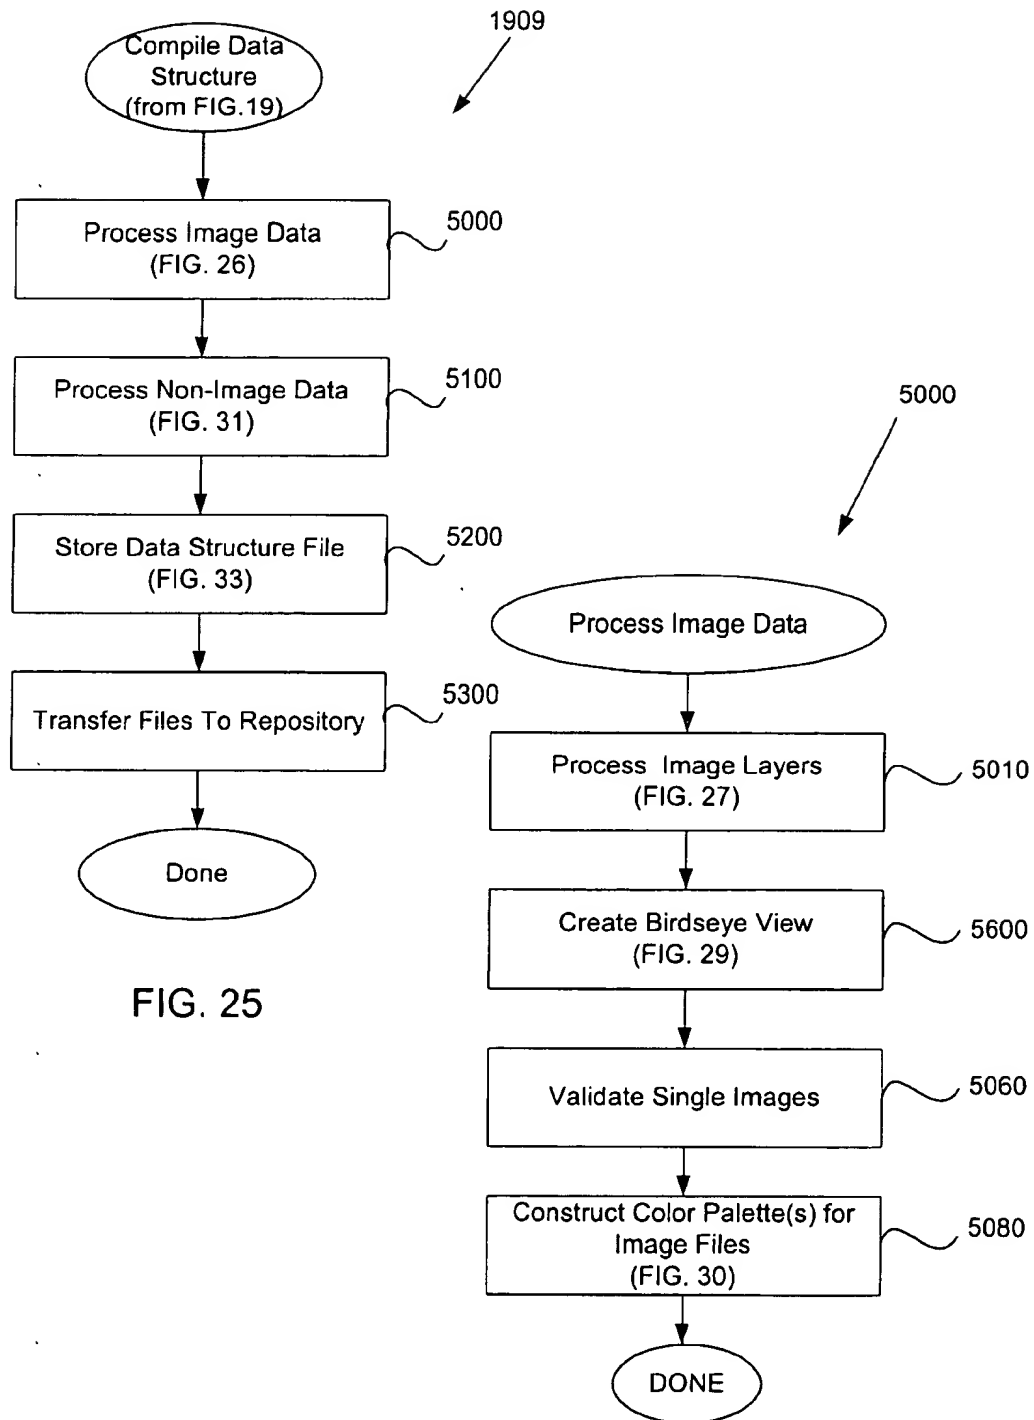 1909
Compile Data
Structure
(from FIG.19)
Process Image Data
(FIG. 26)
5000
Process Non-Image Data
(FIG. 31)
5100
Store Data Structure File
(FIG. 33)
5200
Transfer Files To Repository
5300
Done
FIG. 25
5000
Process Image Data
Process Image Layers
(FIG. 27)
5010
Create Birdseye View
(FIG. 29)
5600
Validate Single Images
5060
Construct Color Palette(s) for
Image Files
(FIG. 30)
5080
DONE